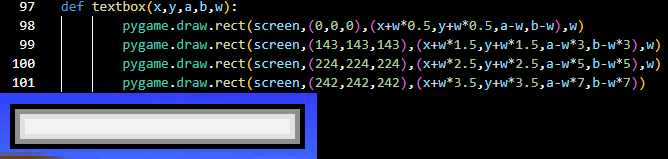 97 def textbox(x,y,a,b,w):
98 pygame.draw.rect(screen,(0,0,0),(x+w*0.5,y+w*0.5,a-w,b-w),w)
99 pygame.draw.rect(screen,(143,143,143),(x+w*1.5,y+w*1.5,a-w*3,b-w*3),w)
100 pygame.draw.rect(screen,(224,224,224),(x+w*2.5,y+w*2.5,a-w*5,b-w*5),w)
101 pygame.draw.rect(screen,(242,242,242),(x+w*3.5,y+w*3.5,a-w*7,b-w*7))